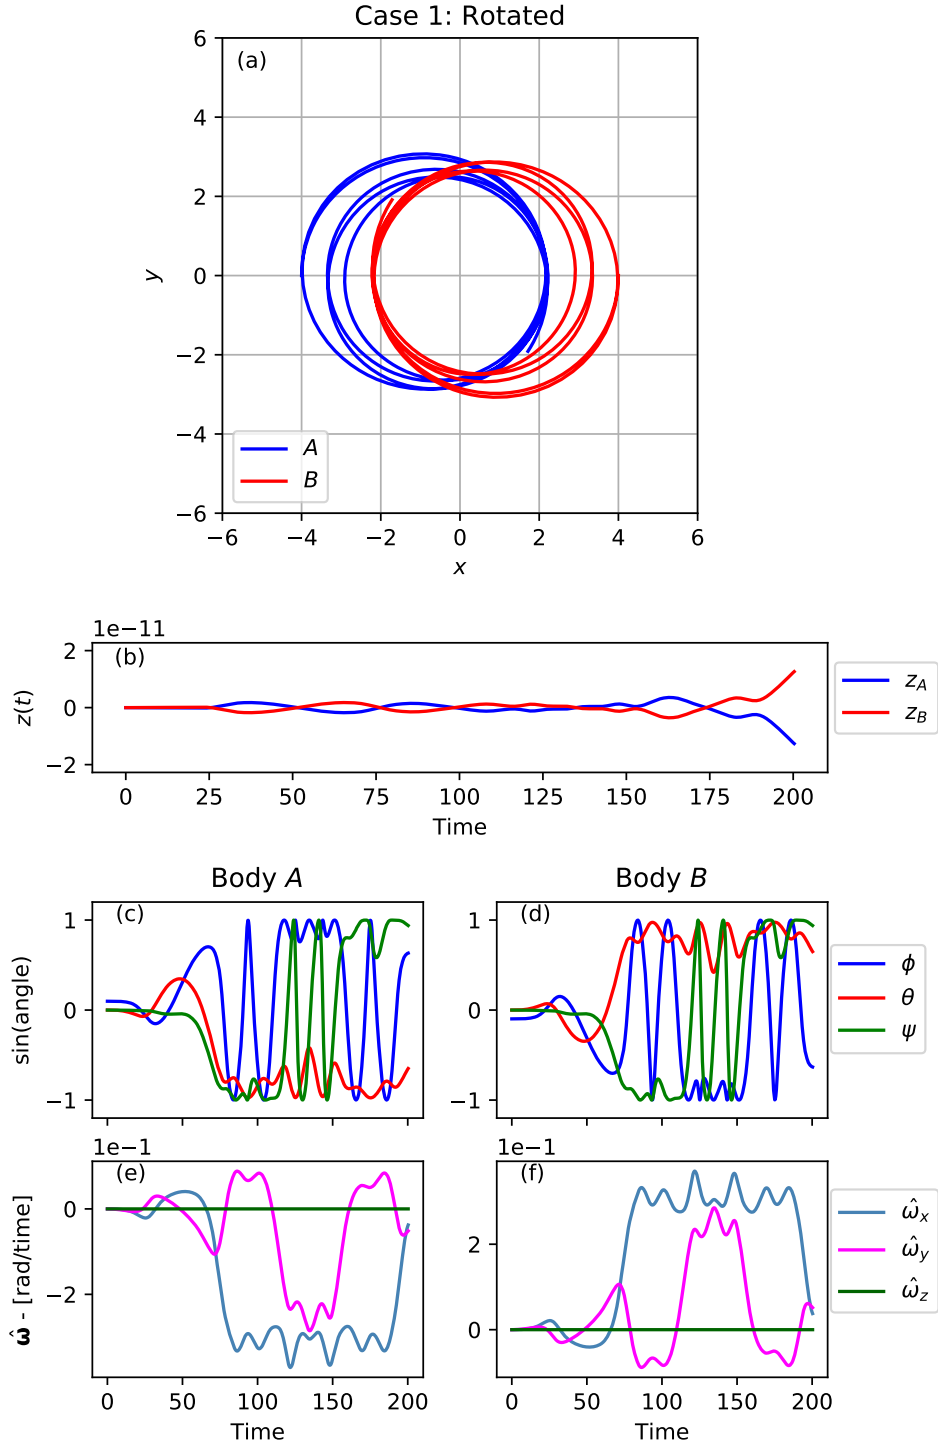 Case 1: Rotated
(a)
6
4
2
0
−2
−4
−6
y
A
B
−6 −4 −2 0 2 4 6
x
1e−11
(b)
2
0
−2
z(t)
z_A
z_B
0 25 50 75 100 125 150 175 200
Time
Body A
(c)
1
0
−1
sin(angle)
Body B
(d)
1
0
−1
ϕ
θ
ψ
1e−1
(e)
0
−2
ω̂ - [rad/time]
0 50 100 150 200
Time
1e−1
(f)
2
0
0 50 100 150 200
Time
ω̂_x
ω̂_y
ω̂_z